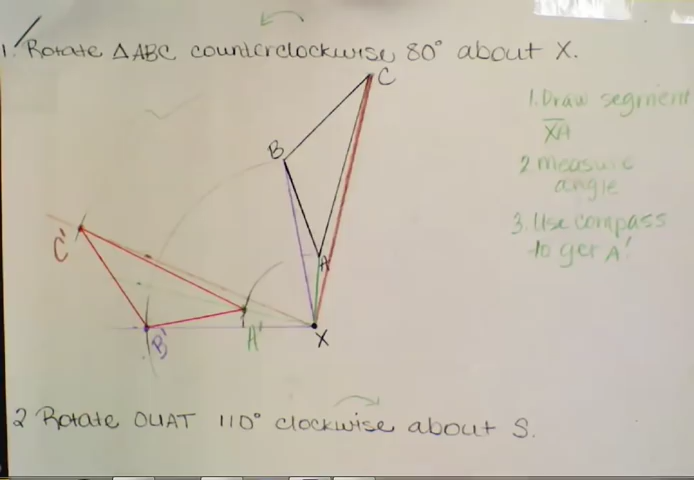 1. Rotate △ABC counterclockwise 80° about X.
C
1. Draw segment
XA
B
2 measure
angle
3. Use compass
to get A'
C'
A
B'
A'
X
2 Rotate QUAT 110° clockwise about S.